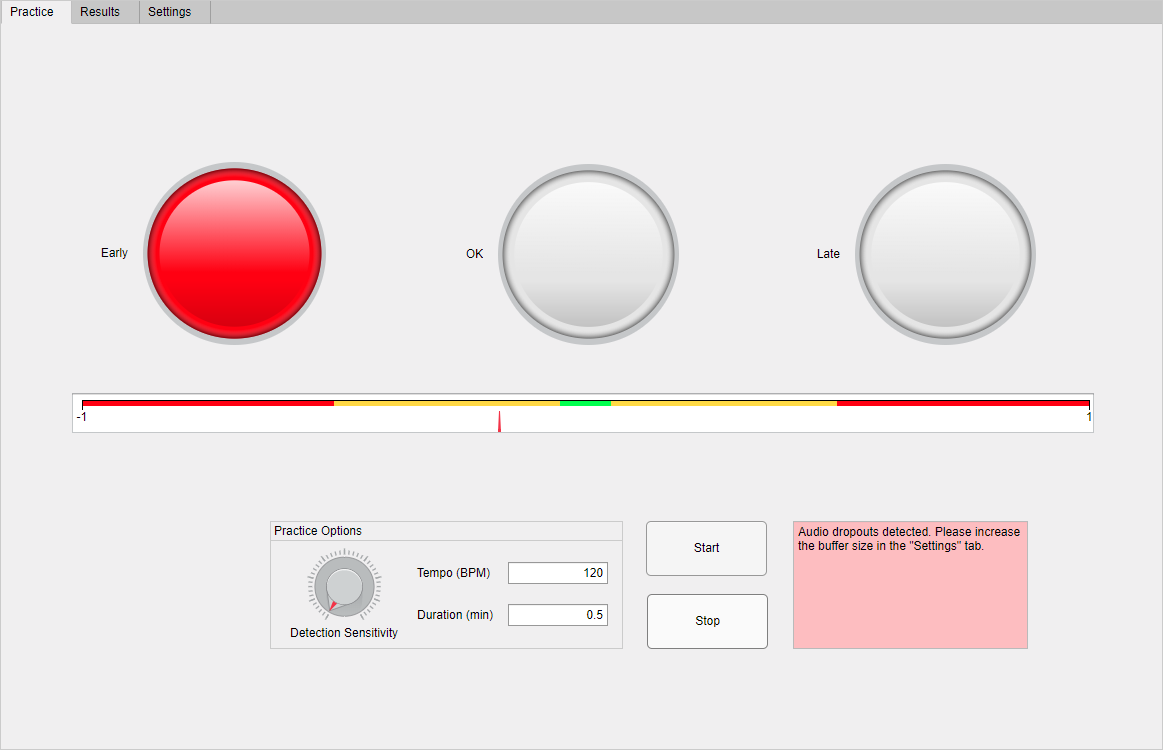 Practice
Results
Settings
Early
OK
Late
-1
1
Practice Options
Tempo (BPM)
120
Duration (min)
0.5
Detection Sensitivity
Start
Stop
Audio dropouts detected. Please increase
the buffer size in the "Settings" tab.